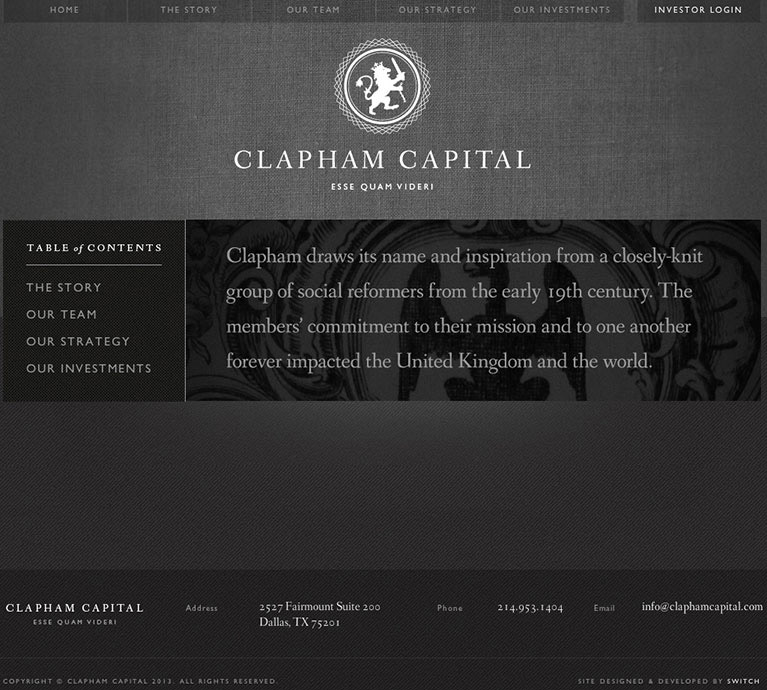 HOME THE STORY OUR TEAM OUR STRATEGY OUR INVESTMENTS INVESTOR LOGIN
CLAPHAM CAPITAL
ESSE QUAM VIDERI
TABLE of CONTENTS
THE STORY
OUR TEAM
OUR STRATEGY
OUR INVESTMENTS
Clapham draws its name and inspiration from a closely-knit
group of social reformers from the early 19th century. The
members' commitment to their mission and to one another
forever impacted the United Kingdom and the world.
CLAPHAM CAPITAL
ESSE QUAM VIDERI
Address
2527 Fairmount Suite 200
Dallas, TX 75201
Phone
214.953.1404
Email
info@claphamcapital.com
COPYRIGHT © CLAPHAM CAPITAL 2013. ALL RIGHTS RESERVED.
SITE DESIGNED & DEVELOPED BY SWITCH